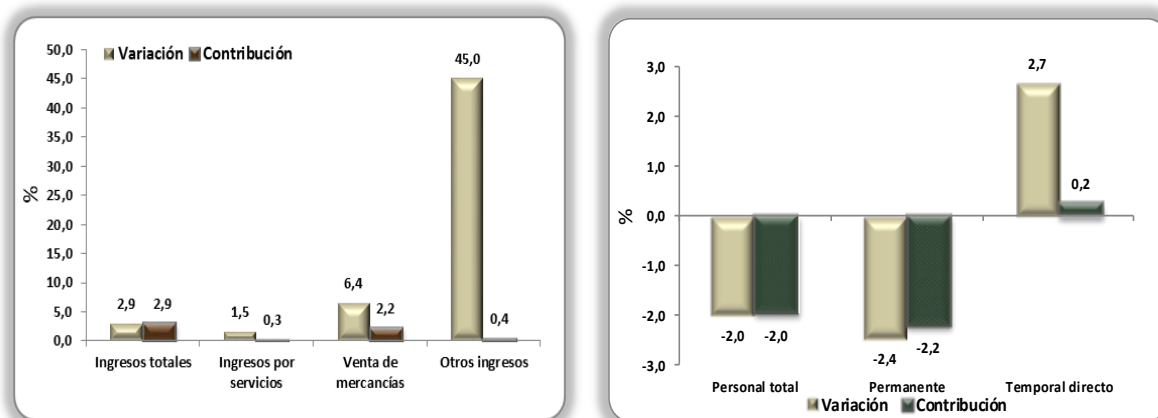 Variación Contribución
%
50,0
45,0
40,0
35,0
30,0
25,0
20,0
15,0
10,0
5,0
0,0
2,9 2,9
1,5 0,3
6,4 2,2
45,0 0,4
Ingresos totales
Ingresos por
servicios
Venta de
mercancías
Otros ingresos
%
3,0
2,0
1,0
0,0
-1,0
-2,0
-3,0
-2,0 -2,0
-2,4 -2,2
2,7 0,2
Personal total
Permanente
Temporal directo
Variación Contribución